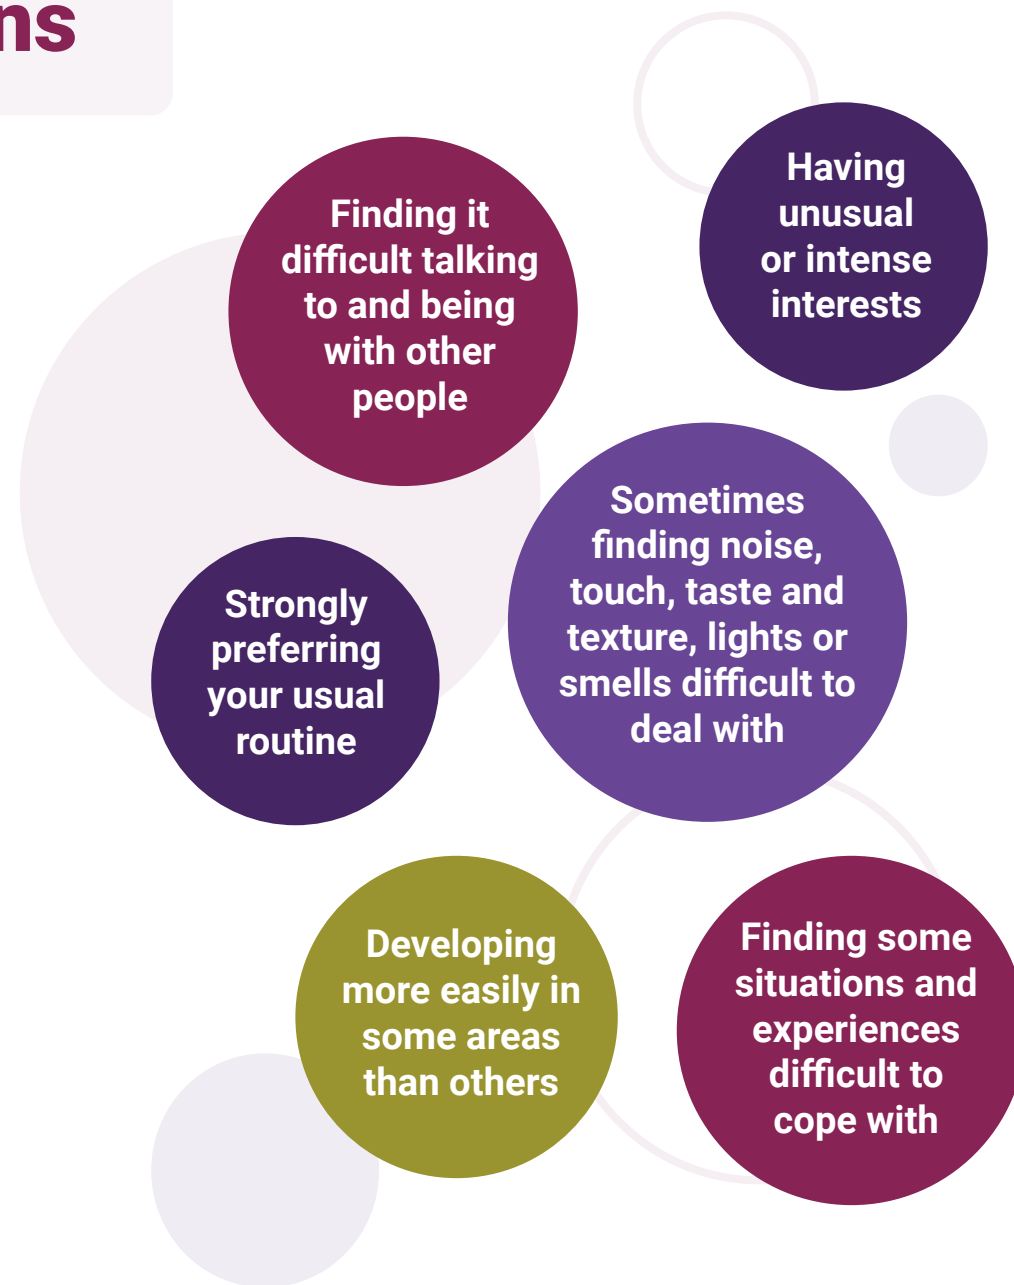 ns
Finding it
difficult talking
to and being
with other
people
Having
unusual
or intense
interests
Sometimes
finding noise,
touch, taste and
texture, lights or
smells difficult to
deal with
Strongly
preferring
your usual
routine
Developing
more easily in
some areas
than others
Finding some
situations and
experiences
difficult to
cope with